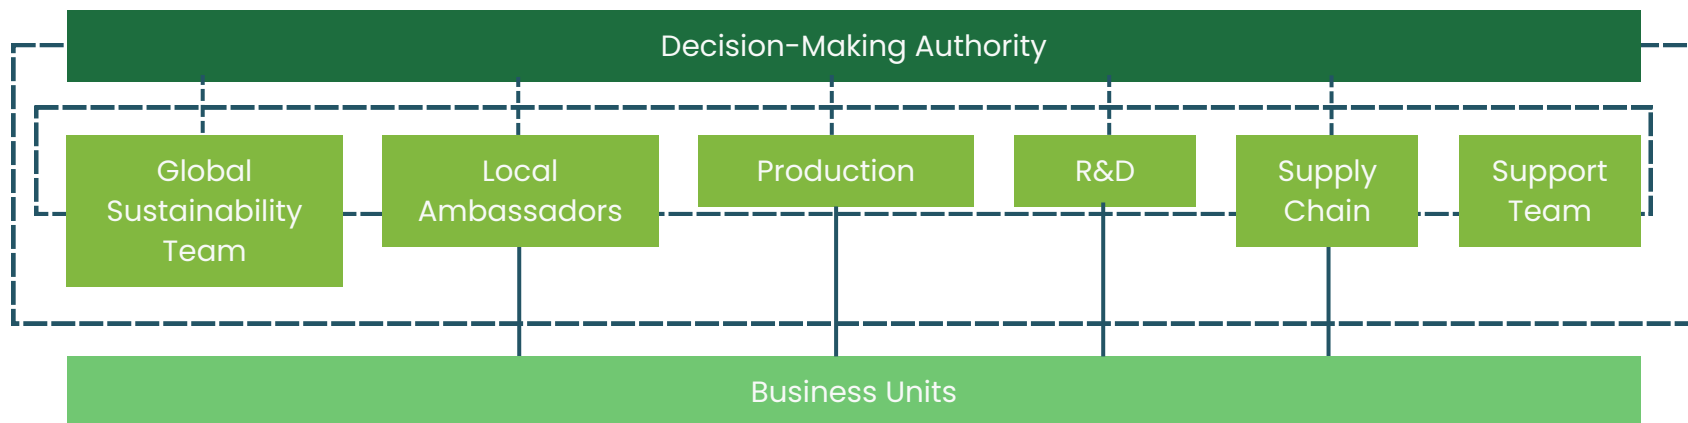 Decision-Making Authority
Global
Sustainability
Team
Local
Ambassadors
Production
R&D
Supply
Chain
Support
Team
Business Units